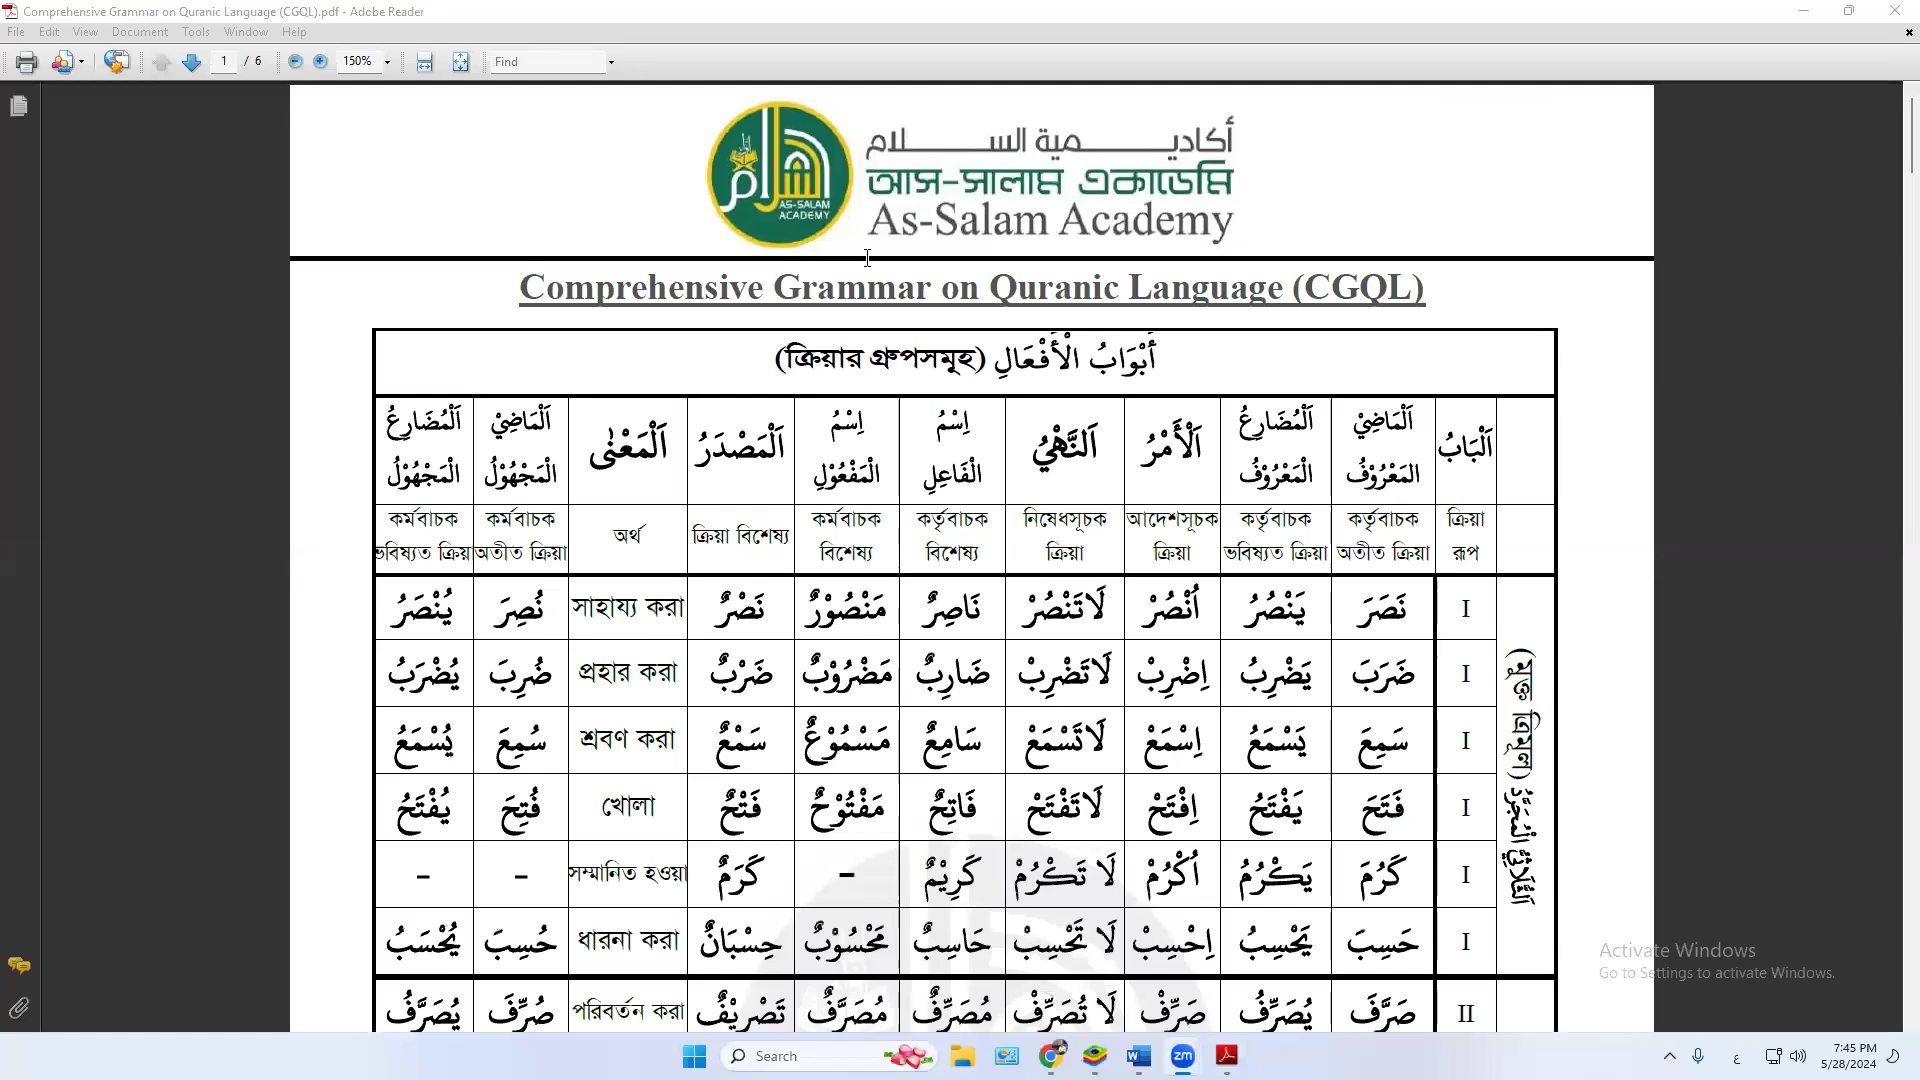 Comprehensive Grammar on Quranic Language (CGQL).pdf - Adobe Reader
File Edit View Document Tools Window Help
1 / 6 150% Find
أكاديـــمية الســـلام
আস-সালাম একাডেমি
As-Salam Academy
AS-SALAM
ACADEMY
Comprehensive Grammar on Quranic Language (CGQL)
أَبْوَابُ الْأَفْعَالِ (ক্রিয়ার গ্রুপসমূহ)
اَلْبَابُ اَلْمَاضِيْ المَعْرُوْفُ اَلْمُضَارِعُ الْمَعْرُوْفُ اَلْأَمْرُ اَلنَّهْيُ اِسْمُ الْفَاعِلِ اِسْمُ الْمَفْعُوْلِ اَلْمَصْدَرُ اَلْمَعْنٰى اَلْمَاضِيْ الْمَجْهُوْلُ اَلْمُضَارِعُ الْمَجْهُوْلُ
ক্রিয়া রূপ কর্তৃবাচক অতীত ক্রিয়া কর্তৃবাচক ভবিষ্যত ক্রিয়া আদেশসূচক ক্রিয়া নিষেধসূচক ক্রিয়া কর্তৃবাচক বিশেষ্য কর্মবাচক বিশেষ্য ক্রিয়া বিশেষ্য অর্থ কর্মবাচক অতীত ক্রিয়া কর্মবাচক ভবিষ্যত ক্রিয়া
اَلثُّلَاثِيُّ الْمُجَرَّدُ (মুক্ত ত্রিমূল)
I نَصَرَ يَنْصُرُ اُنْصُرْ لَاتَنْصُرْ نَاصِرٌ مَنْصُوْرٌ نَصْرٌ সাহায্য করা نُصِرَ يُنْصَرُ
I ضَرَبَ يَضْرِبُ اِضْرِبْ لَاتَضْرِبْ ضَارِبٌ مَضْرُوْبٌ ضَرْبٌ প্রহার করা ضُرِبَ يُضْرَبُ
I سَمِعَ يَسْمَعُ اِسْمَعْ لَاتَسْمَعْ سَامِعٌ مَسْمُوْعٌ سَمْعٌ শ্রবণ করা سُمِعَ يُسْمَعُ
I فَتَحَ يَفْتَحُ اِفْتَحْ لَاتَفْتَحْ فَاتِحٌ مَفْتُوْحٌ فَتْحٌ খোলা فُتِحَ يُفْتَحُ
I كَرُمَ يَكْرُمُ اُكْرُمْ لَا تَكْرُمْ كَرِيْمٌ - كَرَمٌ সম্মানিত হওয়া - -
I حَسِبَ يَحْسِبُ اِحْسِبْ لَا تَحْسِبْ حَاسِبٌ مَحْسُوْبٌ حِسْبَانٌ ধারনা করা حُسِبَ يُحْسَبُ
II صَرَّفَ يُصَرِّفُ صَرِّفْ لَا تُصَرِّفْ مُصَرِّفٌ مُصَرَّفٌ تَصْرِيْفٌ পরিবর্তন করা صُرِّفَ يُصَرَّفُ
Activate Windows
Go to Settings to activate Windows.
Search
ع
7:45 PM
5/28/2024